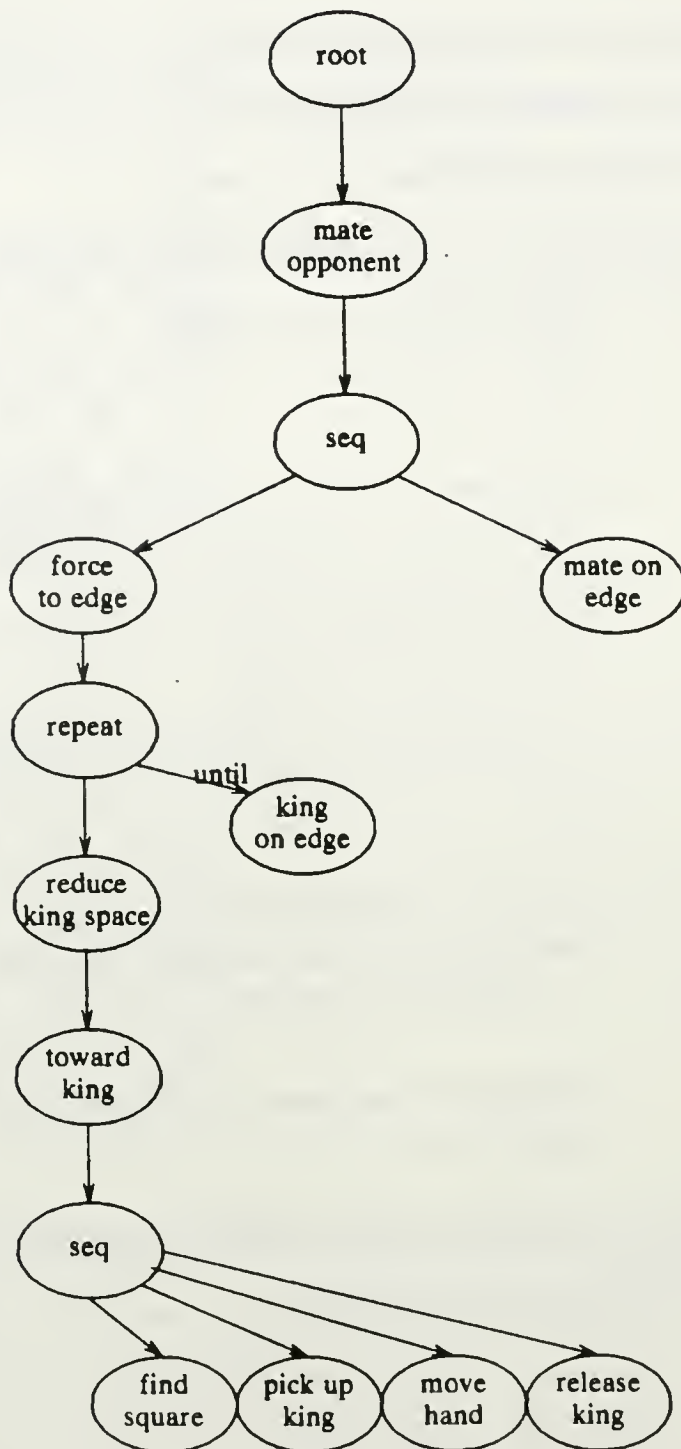 root
mate
opponent
seq
force
to edge
mate on
edge
repeat
until
king
on edge
reduce
king space
toward
king
seq
find
square
pick up
king
move
hand
release
king